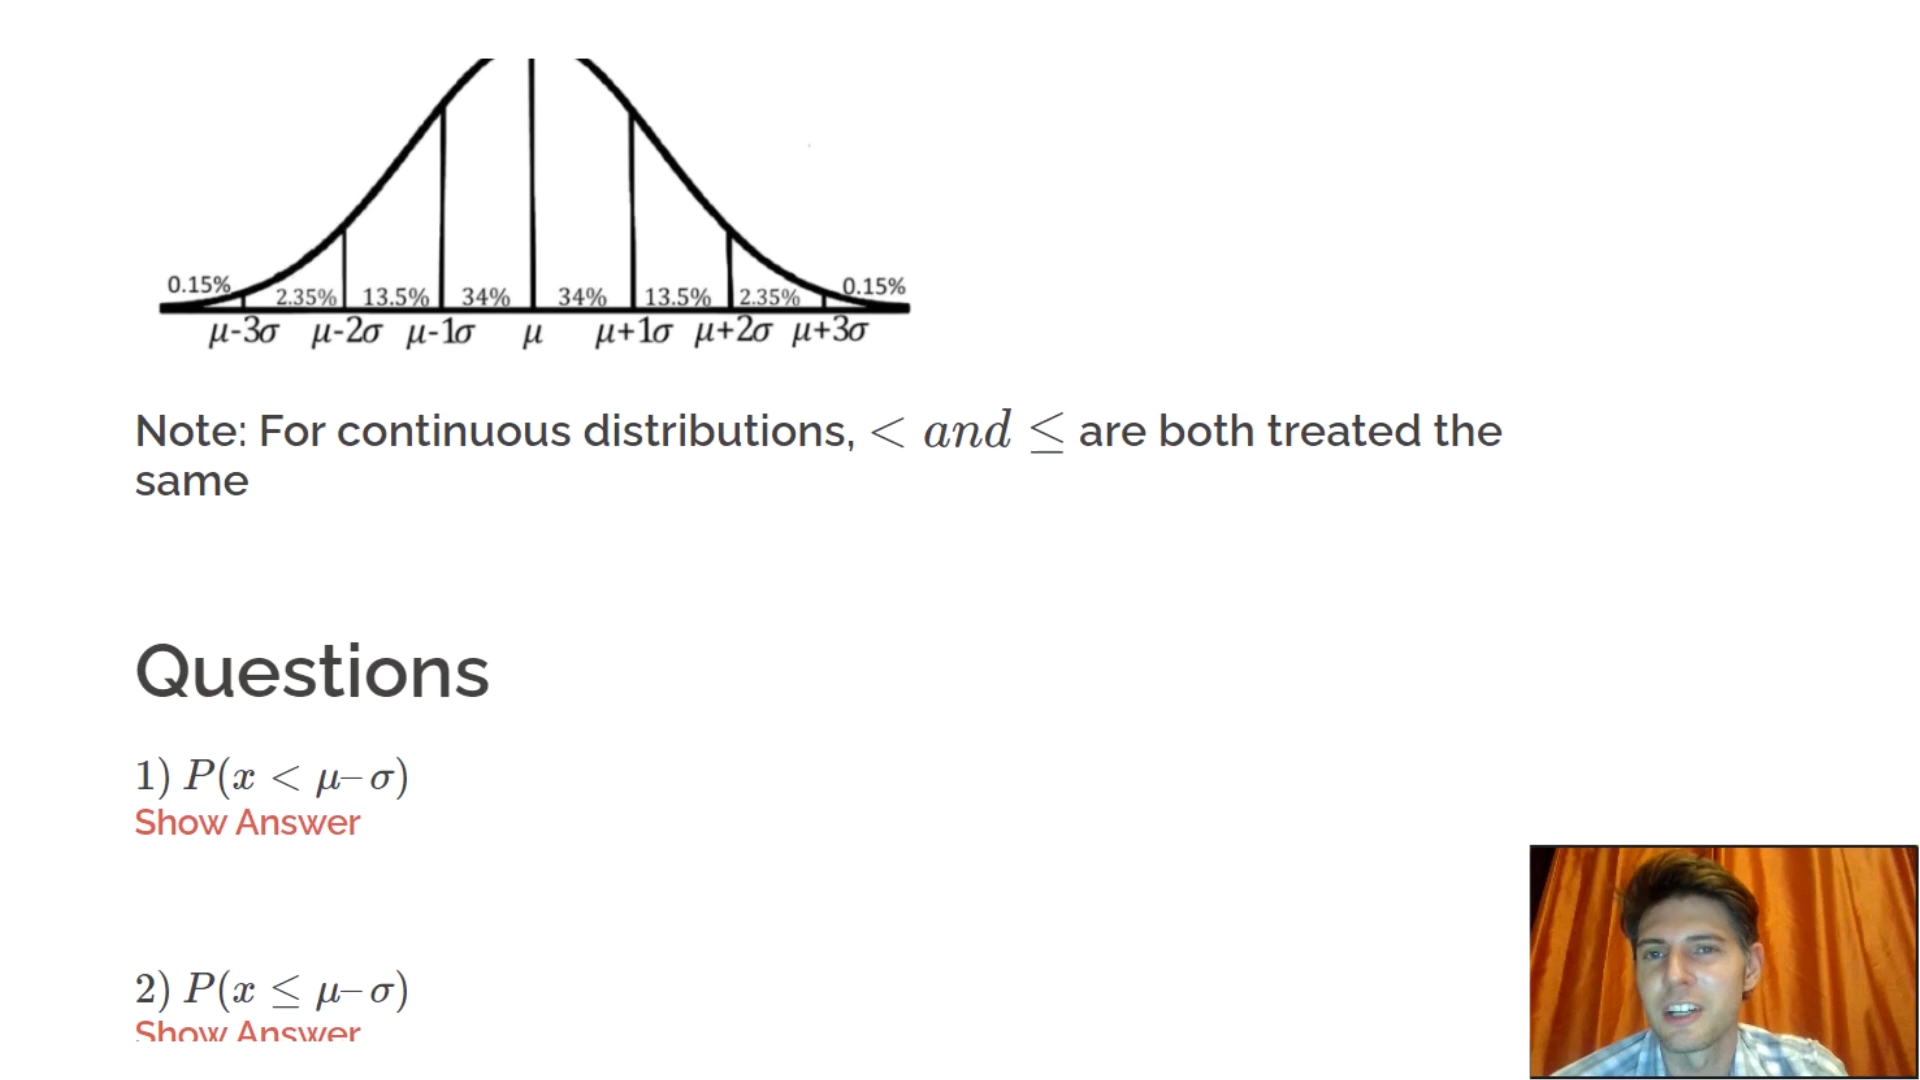 0.15% 2.35% 13.5% 34% 34% 13.5% 2.35% 0.15%
μ-3σ μ-2σ μ-1σ μ μ+1σ μ+2σ μ+3σ
Note: For continuous distributions, < and ≤ are both treated the
same
Questions
1) P(x < μ– σ)
Show Answer
2) P(x ≤ μ– σ)
Show Answer